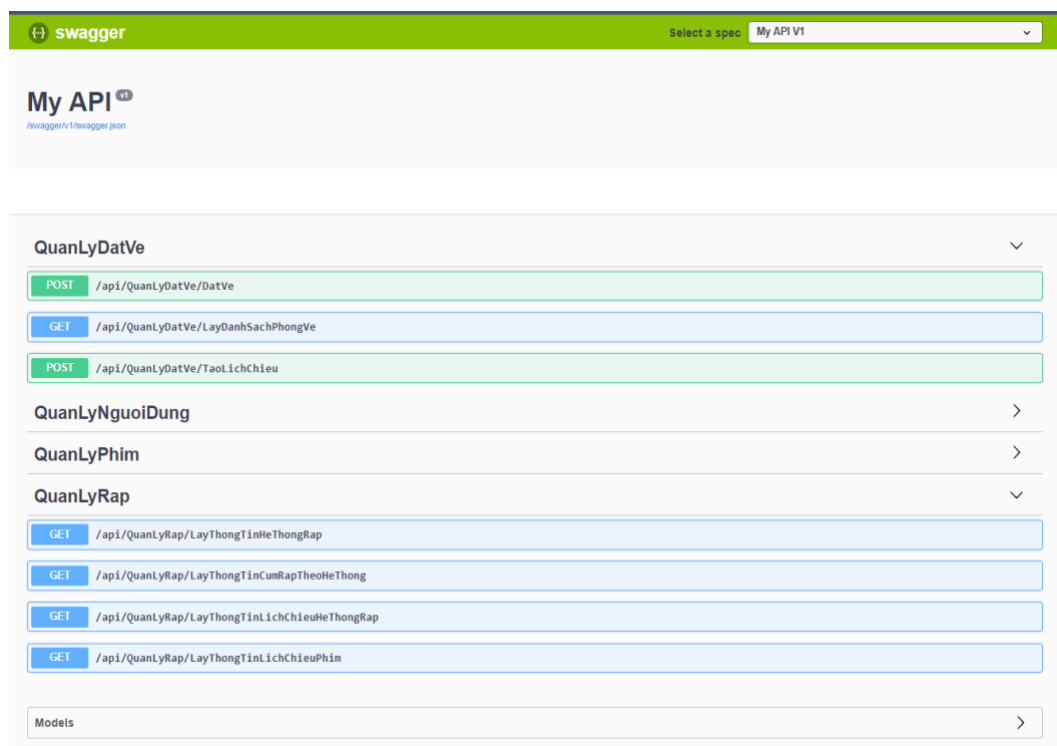 swagger
Select a spec My API V1
My API v1
/swagger/v1/swagger.json
QuanLyDatVe
POST /api/QuanLyDatVe/DatVe
GET /api/QuanLyDatVe/LayDanhSachPhongVe
POST /api/QuanLyDatVe/TaoLichChieu
QuanLyNguoiDung
QuanLyPhim
QuanLyRap
GET /api/QuanLyRap/LayThongTinHeThongRap
GET /api/QuanLyRap/LayThongTinCumRapTheoHeThong
GET /api/QuanLyRap/LayThongTinLichChieuHeThongRap
GET /api/QuanLyRap/LayThongTinLichChieuPhim
Models